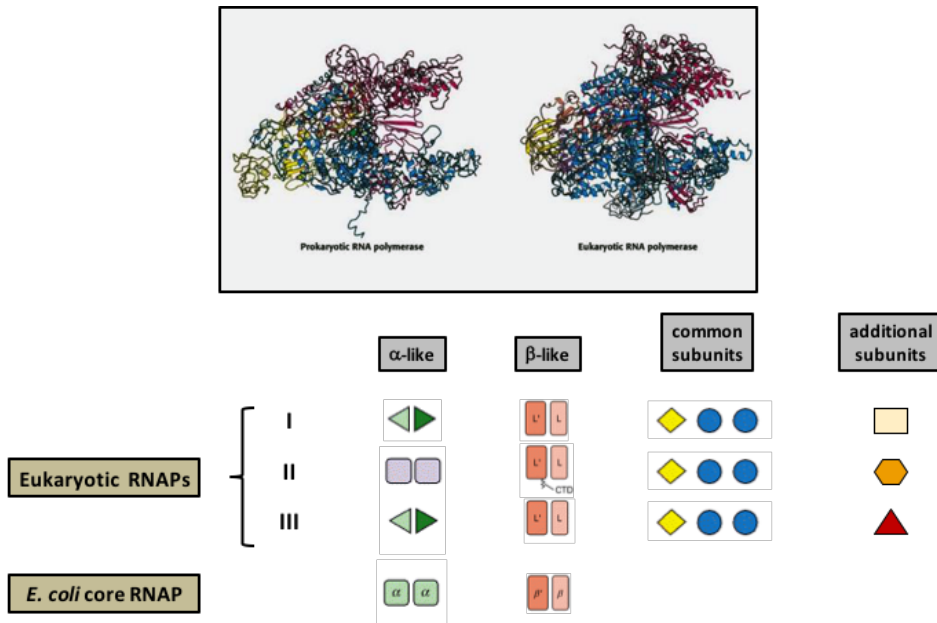 Prokaryotic RNA polymerase
Eukaryotic RNA polymerase
α-like
β-like
common
subunits
additional
subunits
Eukaryotic RNAPs
I
L'
L
II
L'
L
CTD
III
L'
L
E. coli core RNAP
α
α
β'
β